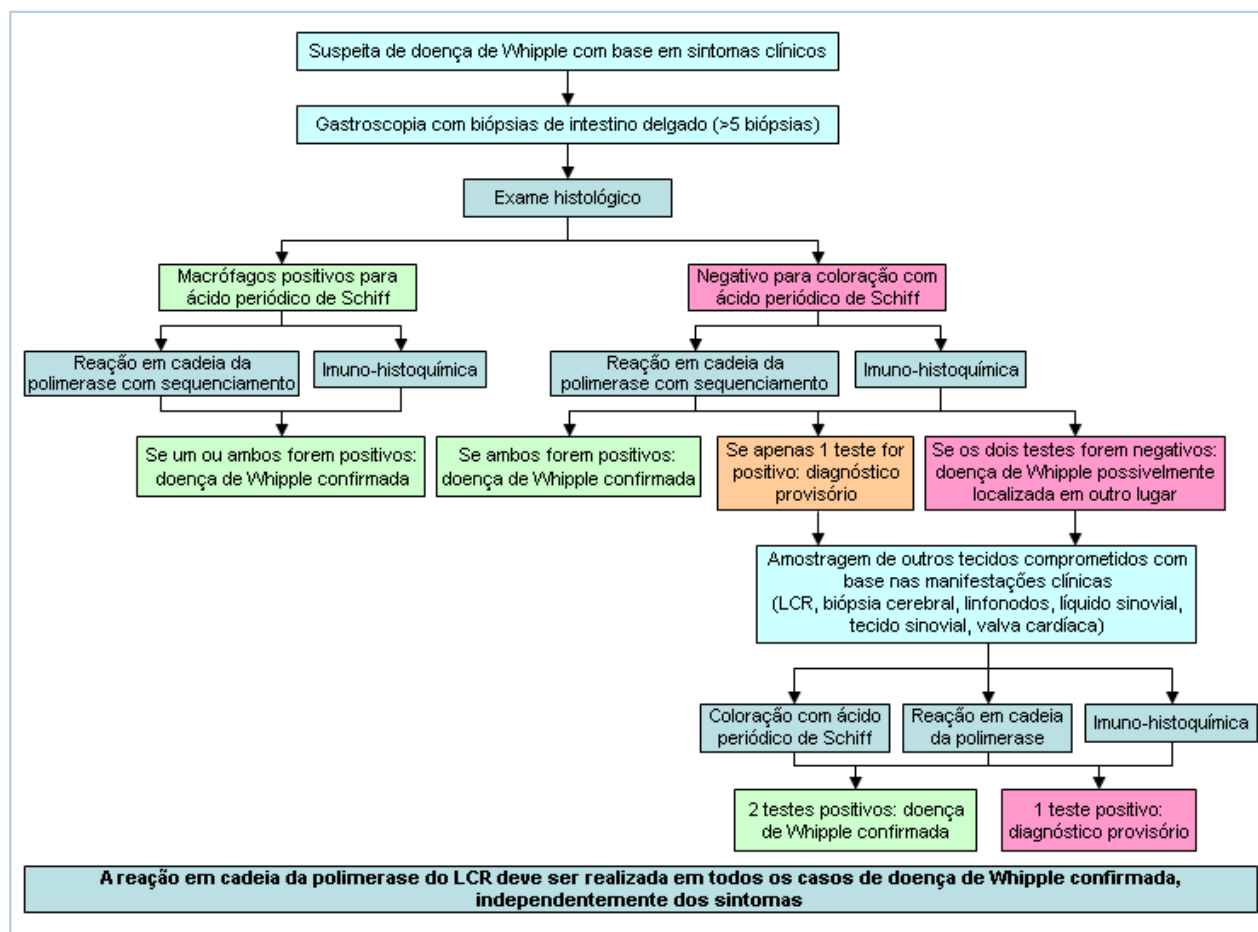 Suspeita de doença de Whipple com base em sintomas clínicos
Gastroscopia com biópsias de intestino delgado (>5 biópsias)
Exame histológico
Macrófagos positivos para
ácido periódico de Schiff
Negativo para coloração com
ácido periódico de Schiff
Reação em cadeia da
polimerase com sequenciamento
Imuno-histoquímica
Reação em cadeia da
polimerase com sequenciamento
Imuno-histoquímica
Se um ou ambos forem positivos:
doença de Whipple confirmada
Se ambos forem positivos:
doença de Whipple confirmada
Se apenas 1 teste for
positivo: diagnóstico
provisório
Se os dois testes forem negativos:
doença de Whipple possivelmente
localizada em outro lugar
Amostragem de outros tecidos comprometidos com
base nas manifestações clínicas
(LCR, biópsia cerebral, linfonodos, líquido sinovial,
tecido sinovial, valva cardíaca)
Coloração com ácido
periódico de Schiff
Reação em cadeia
da polimerase
Imuno-histoquímica
2 testes positivos: doença
de Whipple confirmada
1 teste positivo:
diagnóstico provisório
A reação em cadeia da polimerase do LCR deve ser realizada em todos os casos de doença de Whipple confirmada,
independentemente dos sintomas